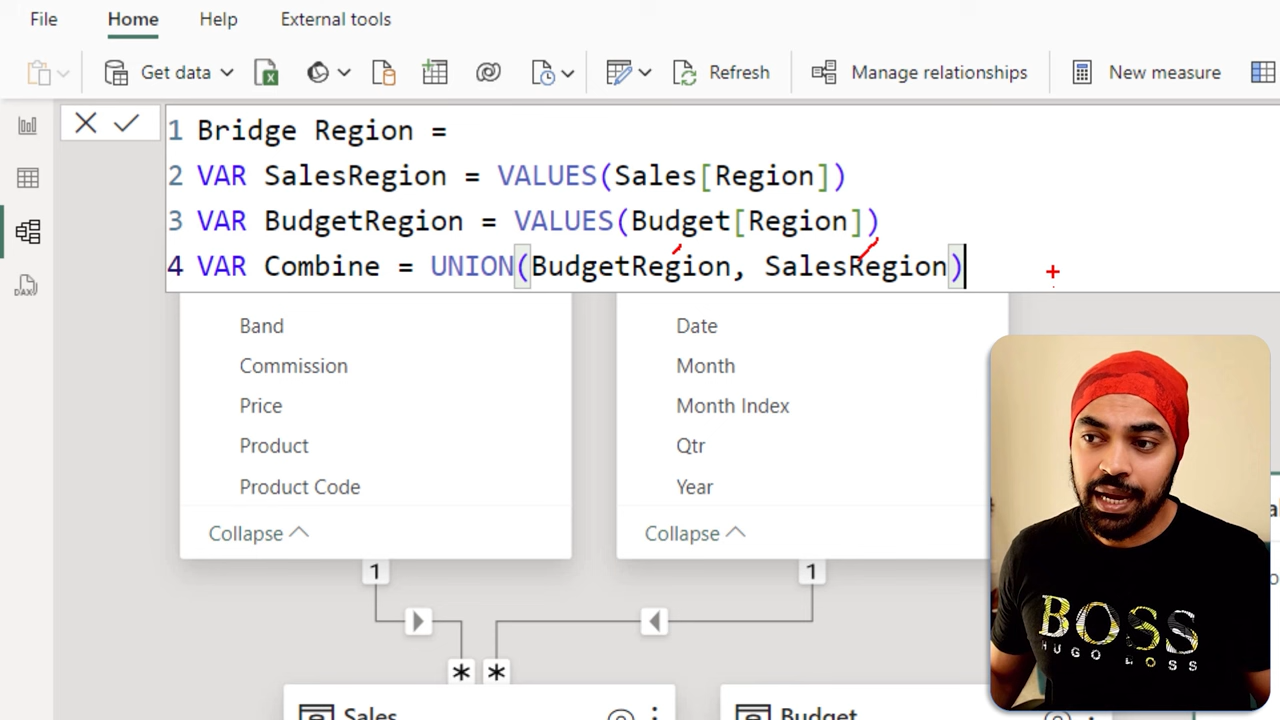 File Home Help External tools
Get data Refresh Manage relationships New measure
1 Bridge Region =
2 VAR SalesRegion = VALUES(Sales[Region])
3 VAR BudgetRegion = VALUES(Budget[Region])
4 VAR Combine = UNION(BudgetRegion, SalesRegion)
DAX
Band
Commission
Price
Product
Product Code
Collapse
Date
Month
Month Index
Qtr
Year
Collapse
1 1
* *
Sales Budget
BOSS
HUGO BOSS